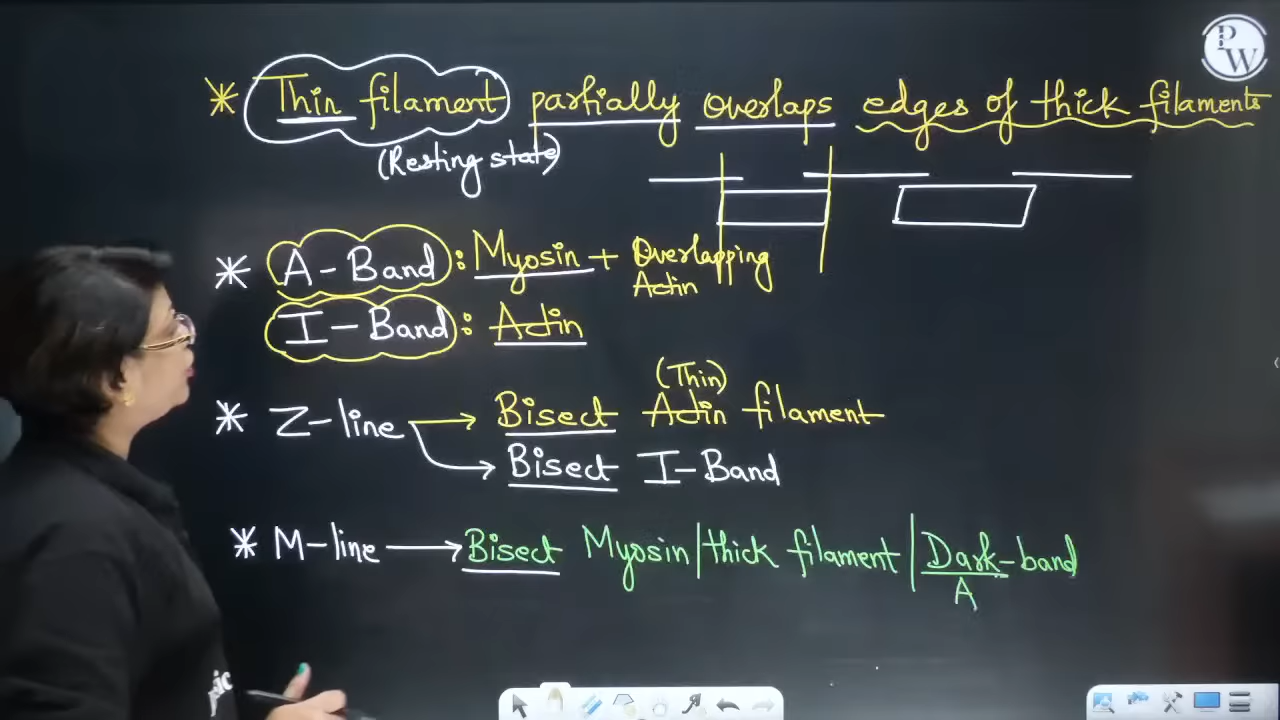 PW
* Thin filament partially overlaps edges of thick filaments
(Resting state)
* A-Band : Myosin + Overlapping
Actin
I-Band : Actin
(Thin)
* Z-line → Bisect Actin filament
→ Bisect I-Band
* M-line → Bisect Myosin | thick filament | Dark-band
A